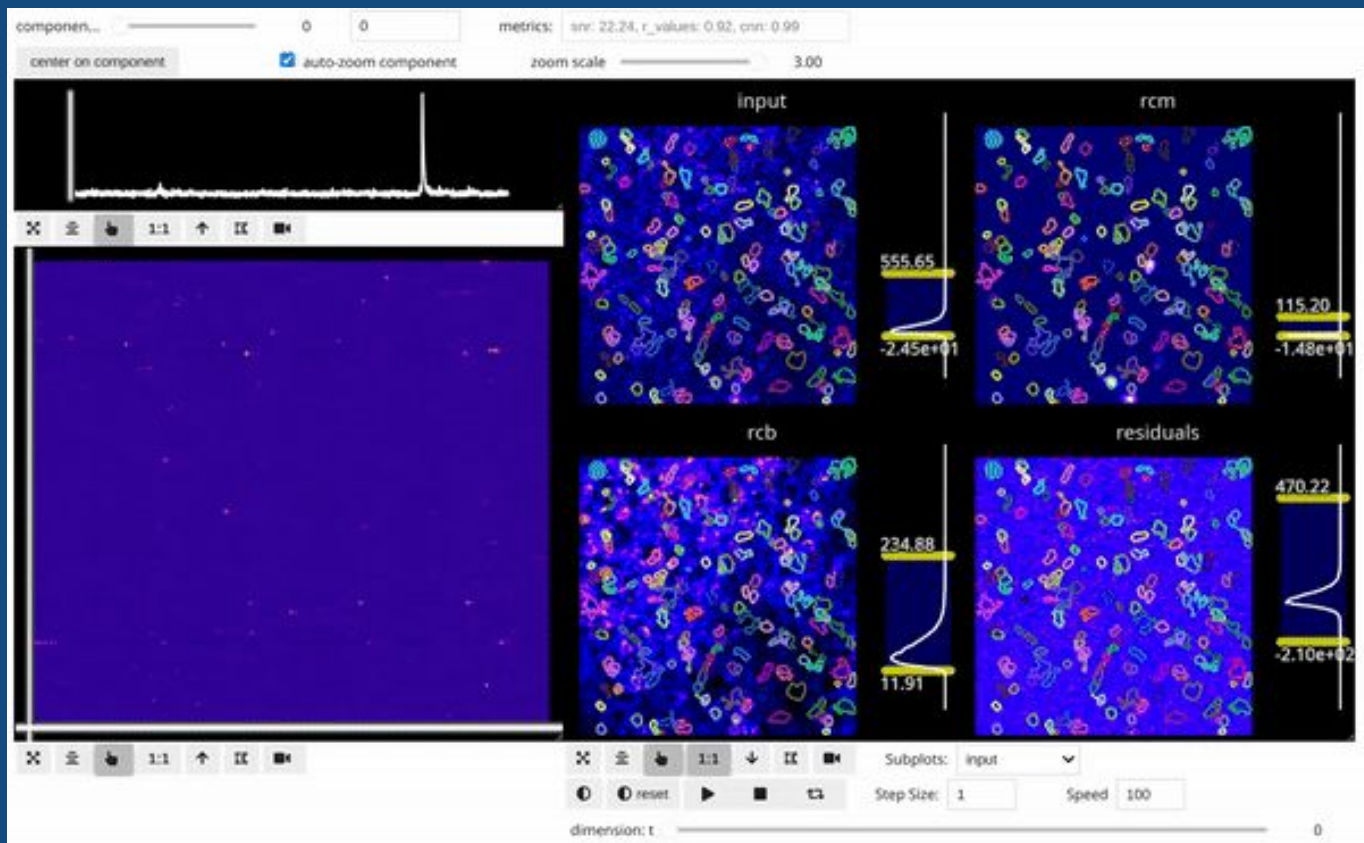 componen... 0 0 metrics: snr: 22.24, r_values: 0.92, cnn: 0.99
center on component auto-zoom component zoom scale 3.00
input rcm
555.65
-2.45e+01
115.20
-1.48e+01
rcb residuals
234.88
11.91
470.22
-2.10e+02
1:1
1:1 1:1 Subplots: input
reset Step Size: 1 Speed 100
dimension: t 0